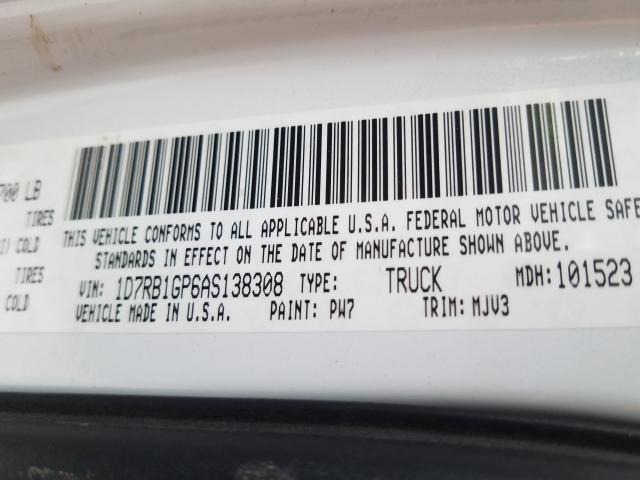 700 LB
TIRES
COLD
TIRES
COLD
THIS VEHICLE CONFORMS TO ALL APPLICABLE U.S.A. FEDERAL MOTOR VEHICLE SAFE
STANDARDS IN EFFECT ON THE DATE OF MANUFACTURE SHOWN ABOVE.
VIN: 1D7RB1GP6AS138308 TYPE: TRUCK MDH:101523
VEHICLE MADE IN U.S.A. PAINT: PW7 TRIM:MJV3